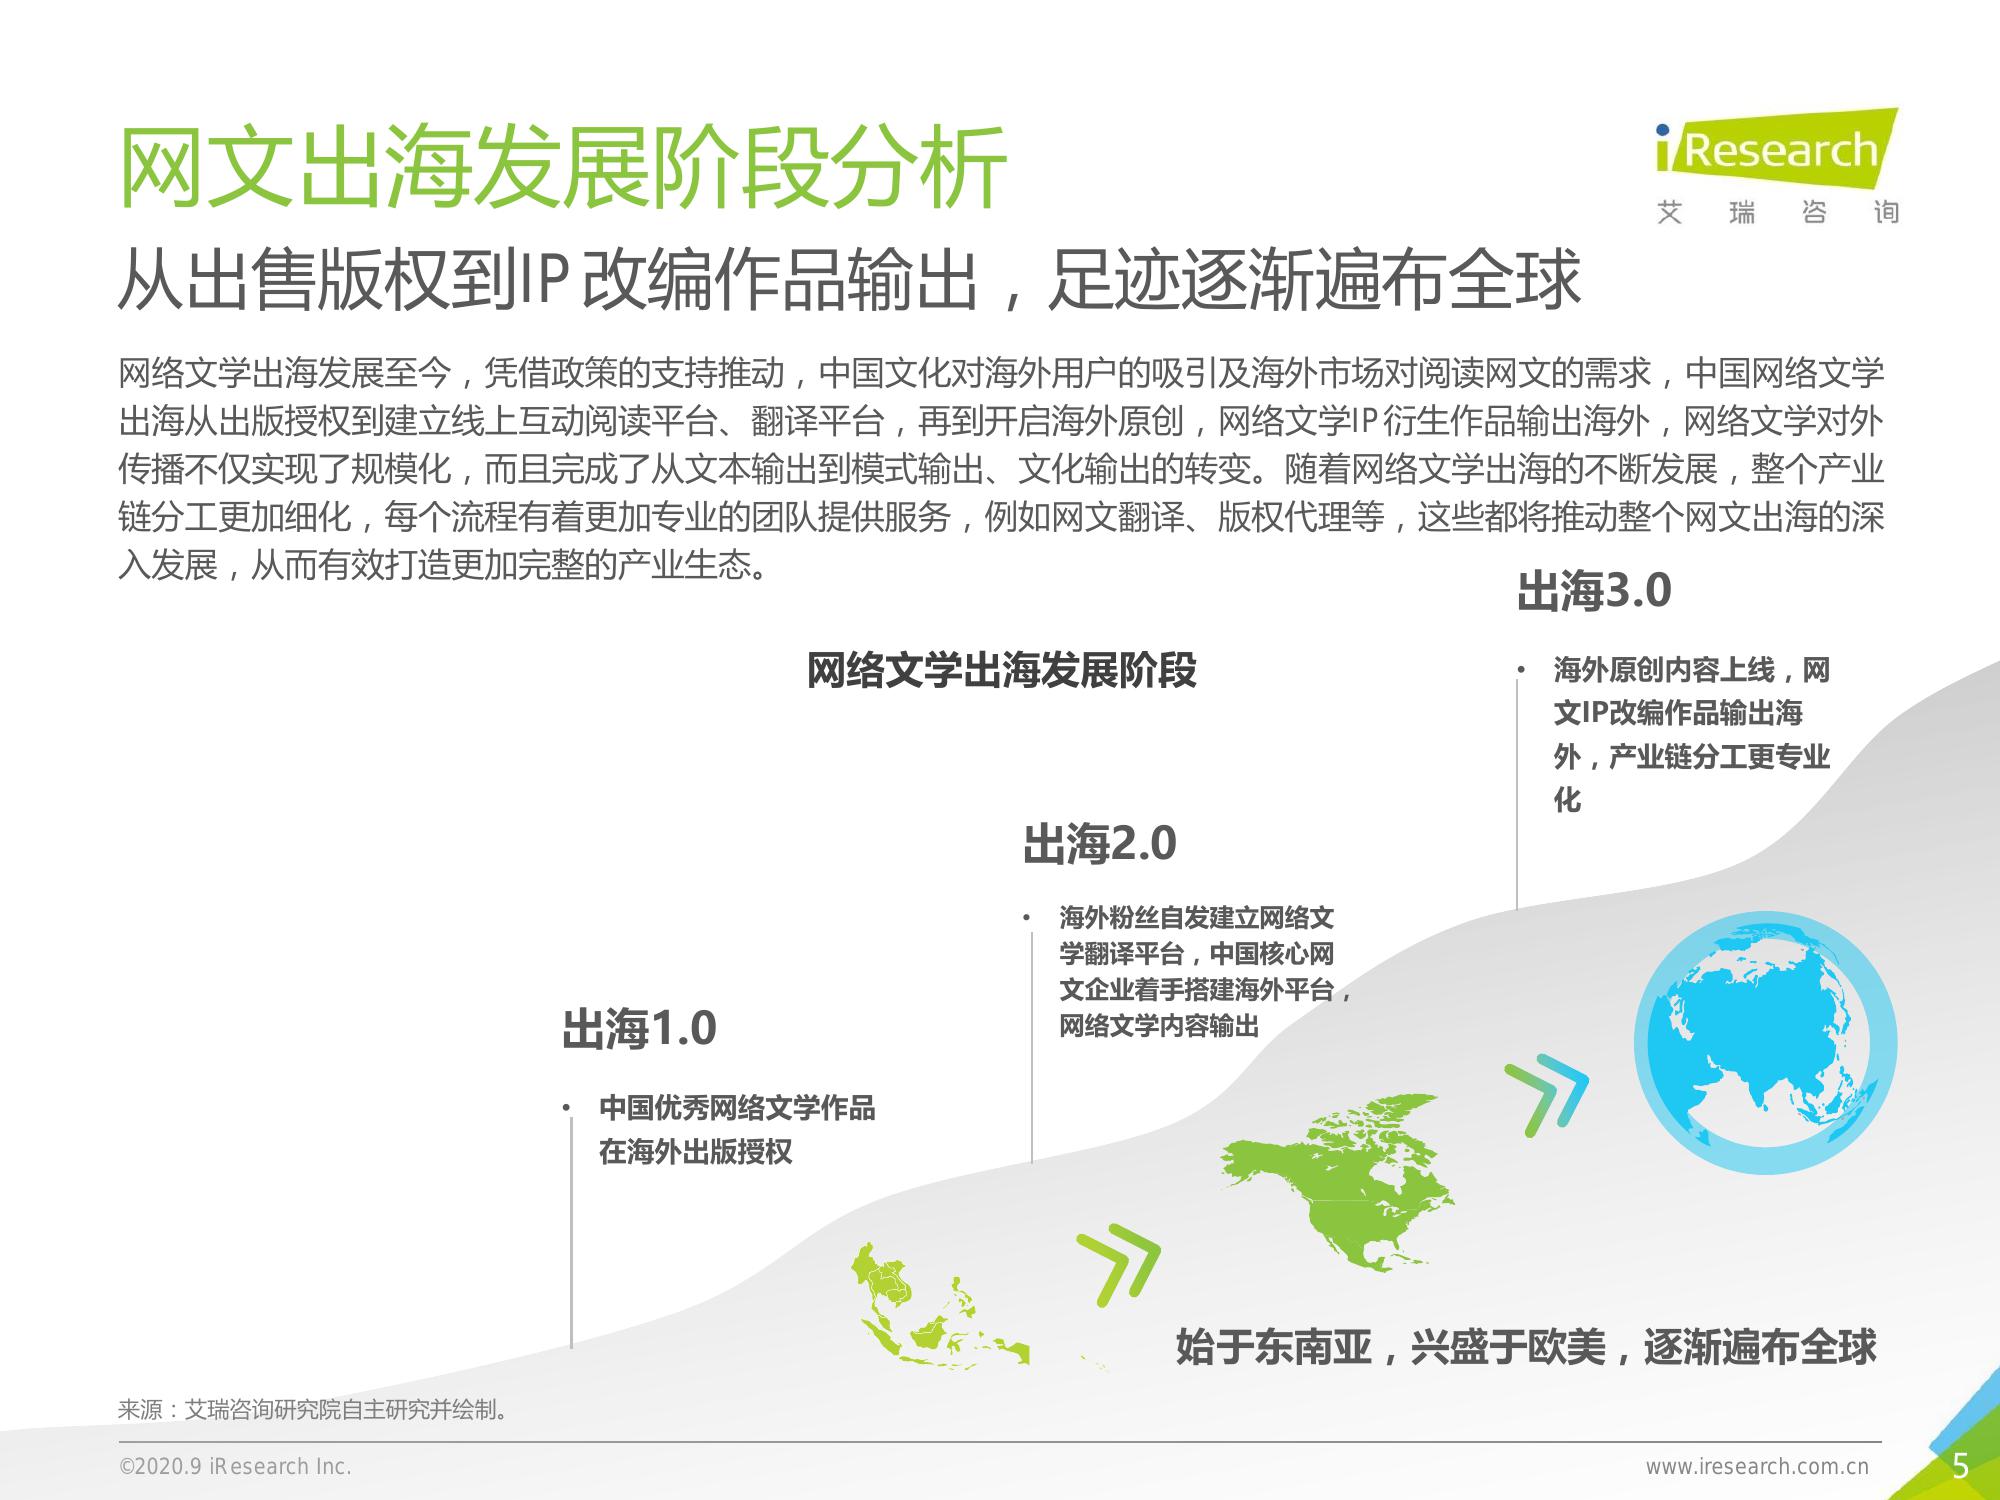 网文出海发展阶段分析
iResearch
艾瑞咨询
从出售版权到IP改编作品输出，足迹逐渐遍布全球
网络文学出海发展至今，凭借政策的支持推动，中国文化对海外用户的吸引及海外市场对阅读网文的需求，中国网络文学
出海从出版授权到建立线上互动阅读平台、翻译平台，再到开启海外原创，网络文学IP衍生作品输出海外，网络文学对外
传播不仅实现了规模化，而且完成了从文本输出到模式输出、文化输出的转变。随着网络文学出海的不断发展，整个产业
链分工更加细化，每个流程有着更加专业的团队提供服务，例如网文翻译、版权代理等，这些都将推动整个网文出海的深
入发展，从而有效打造更加完整的产业生态。
网络文学出海发展阶段
出海3.0
• 海外原创内容上线，网
文IP改编作品输出海
外，产业链分工更专业
化
出海2.0
• 海外粉丝自发建立网络文
学翻译平台，中国核心网
文企业着手搭建海外平台，
网络文学内容输出
出海1.0
• 中国优秀网络文学作品
在海外出版授权
始于东南亚，兴盛于欧美，逐渐遍布全球
来源：艾瑞咨询研究院自主研究并绘制。
©2020.9 iResearch Inc.
www.iresearch.com.cn
5